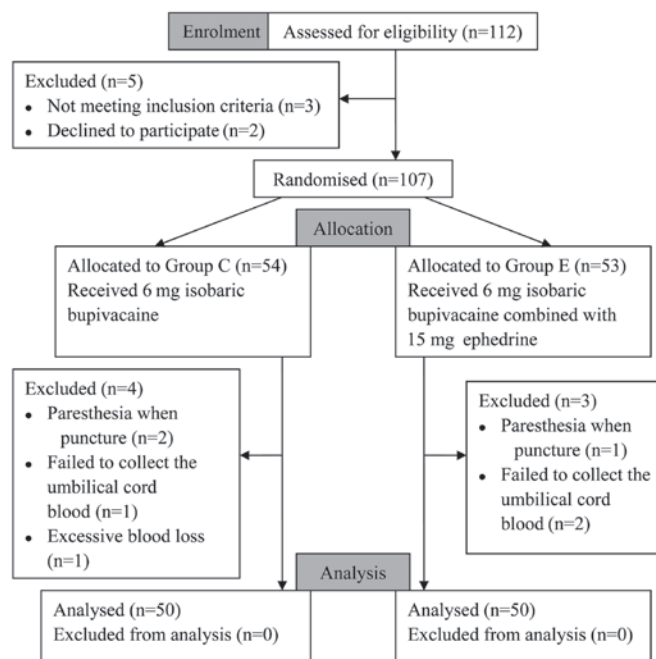 Enrolment
Assessed for eligibility (n=112)
Excluded (n=5)
• Not meeting inclusion criteria (n=3)
• Declined to participate (n=2)
Randomised (n=107)
Allocation
Allocated to Group C (n=54)
Received 6 mg isobaric
bupivacaine
Allocated to Group E (n=53)
Received 6 mg isobaric
bupivacaine combined with
15 mg ephedrine
Excluded (n=4)
• Paresthesia when
puncture (n=2)
• Failed to collect the
umbilical cord
blood (n=1)
• Excessive blood loss
(n=1)
Excluded (n=3)
• Paresthesia when
puncture (n=1)
• Failed to collect the
umbilical cord
blood (n=2)
Analysis
Analysed (n=50)
Excluded from analysis (n=0)
Analysed (n=50)
Excluded from analysis (n=0)